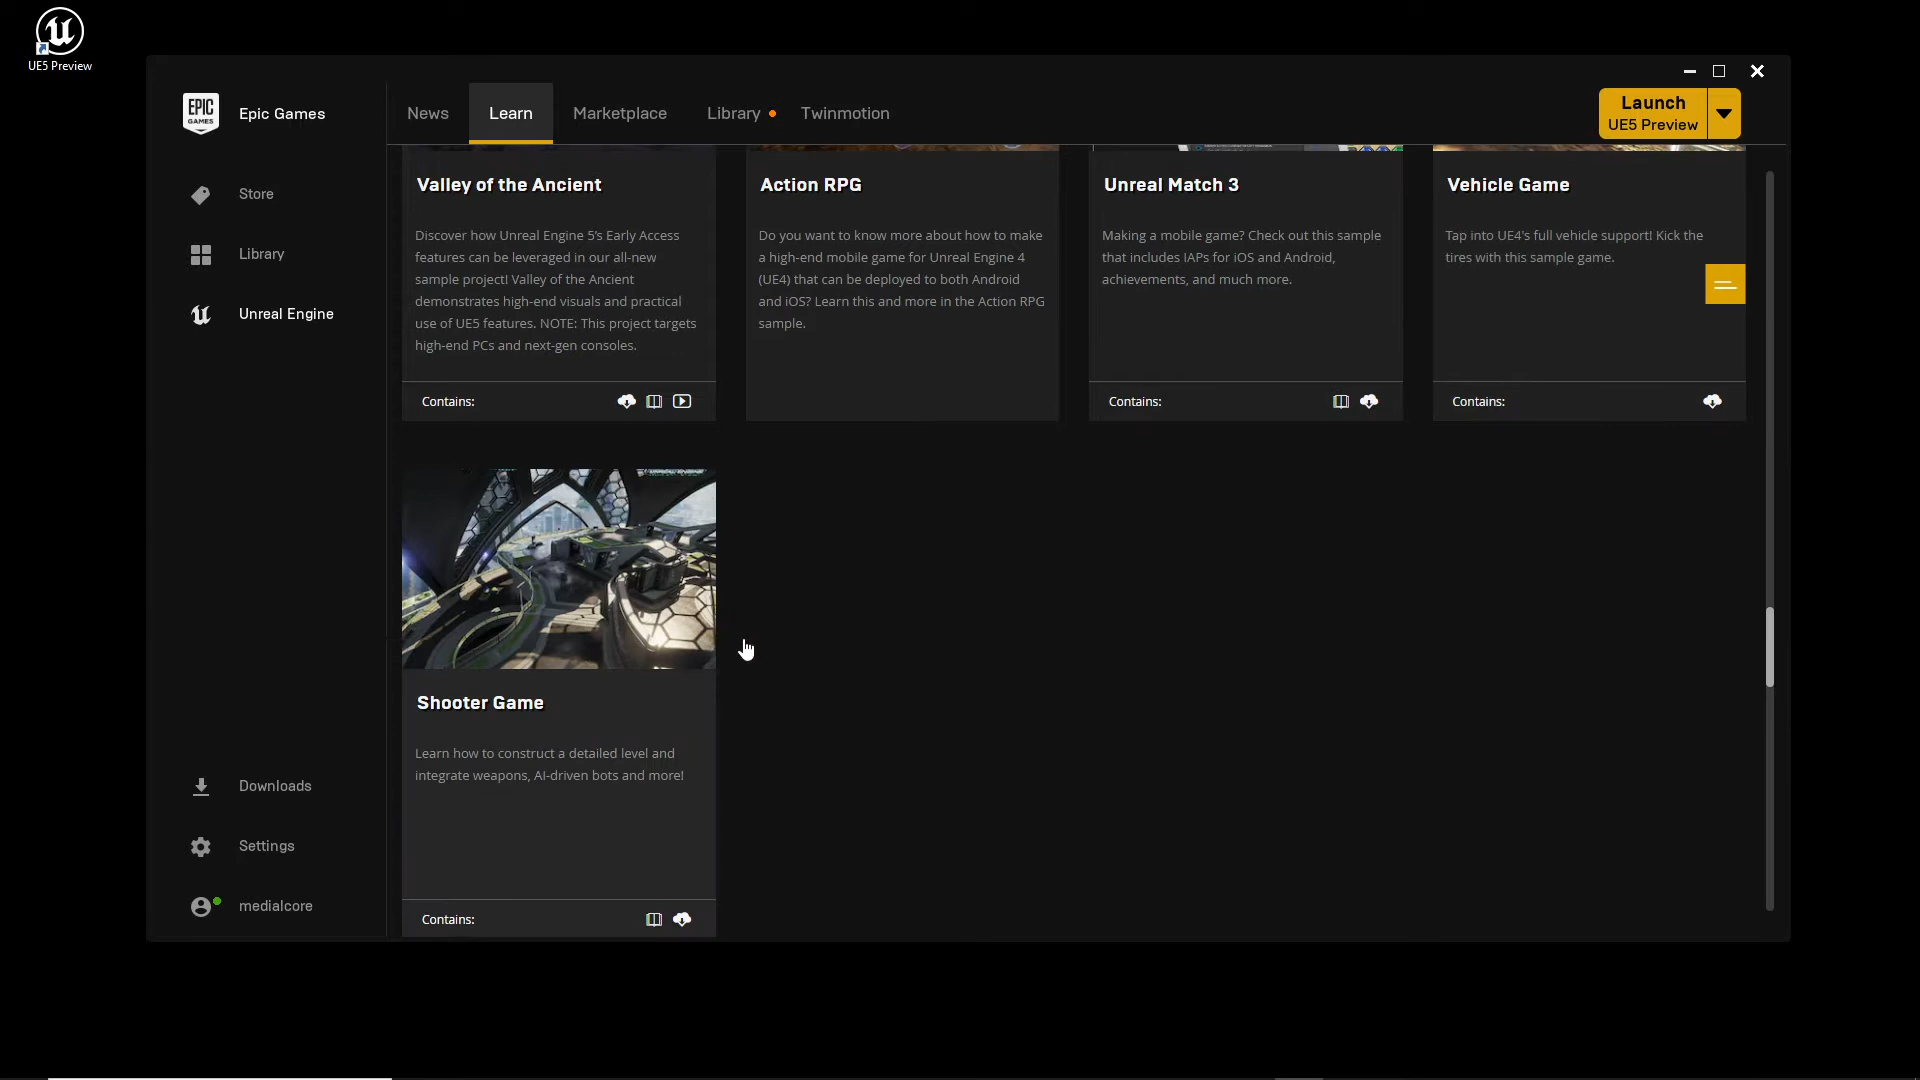 UE5 Preview
EPIC
GAMES
Epic Games
News
Learn
Marketplace
Library
Twinmotion
Launch
UE5 Preview
Store
Library
Unreal Engine
Valley of the Ancient
Discover how Unreal Engine 5's Early Access
features can be leveraged in our all-new
sample project! Valley of the Ancient
demonstrates high-end visuals and practical
use of UE5 features. NOTE: This project targets
high-end PCs and next-gen consoles.
Contains:
Action RPG
Do you want to know more about how to make
a high-end mobile game for Unreal Engine 4
(UE4) that can be deployed to both Android
and iOS? Learn this and more in the Action RPG
sample.
Unreal Match 3
Making a mobile game? Check out this sample
that includes IAPs for iOS and Android,
achievements, and much more.
Contains:
Vehicle Game
Tap into UE4's full vehicle support! Kick the
tires with this sample game.
Contains:
Shooter Game
Learn how to construct a detailed level and
integrate weapons, AI-driven bots and more!
Contains:
Downloads
Settings
medialcore